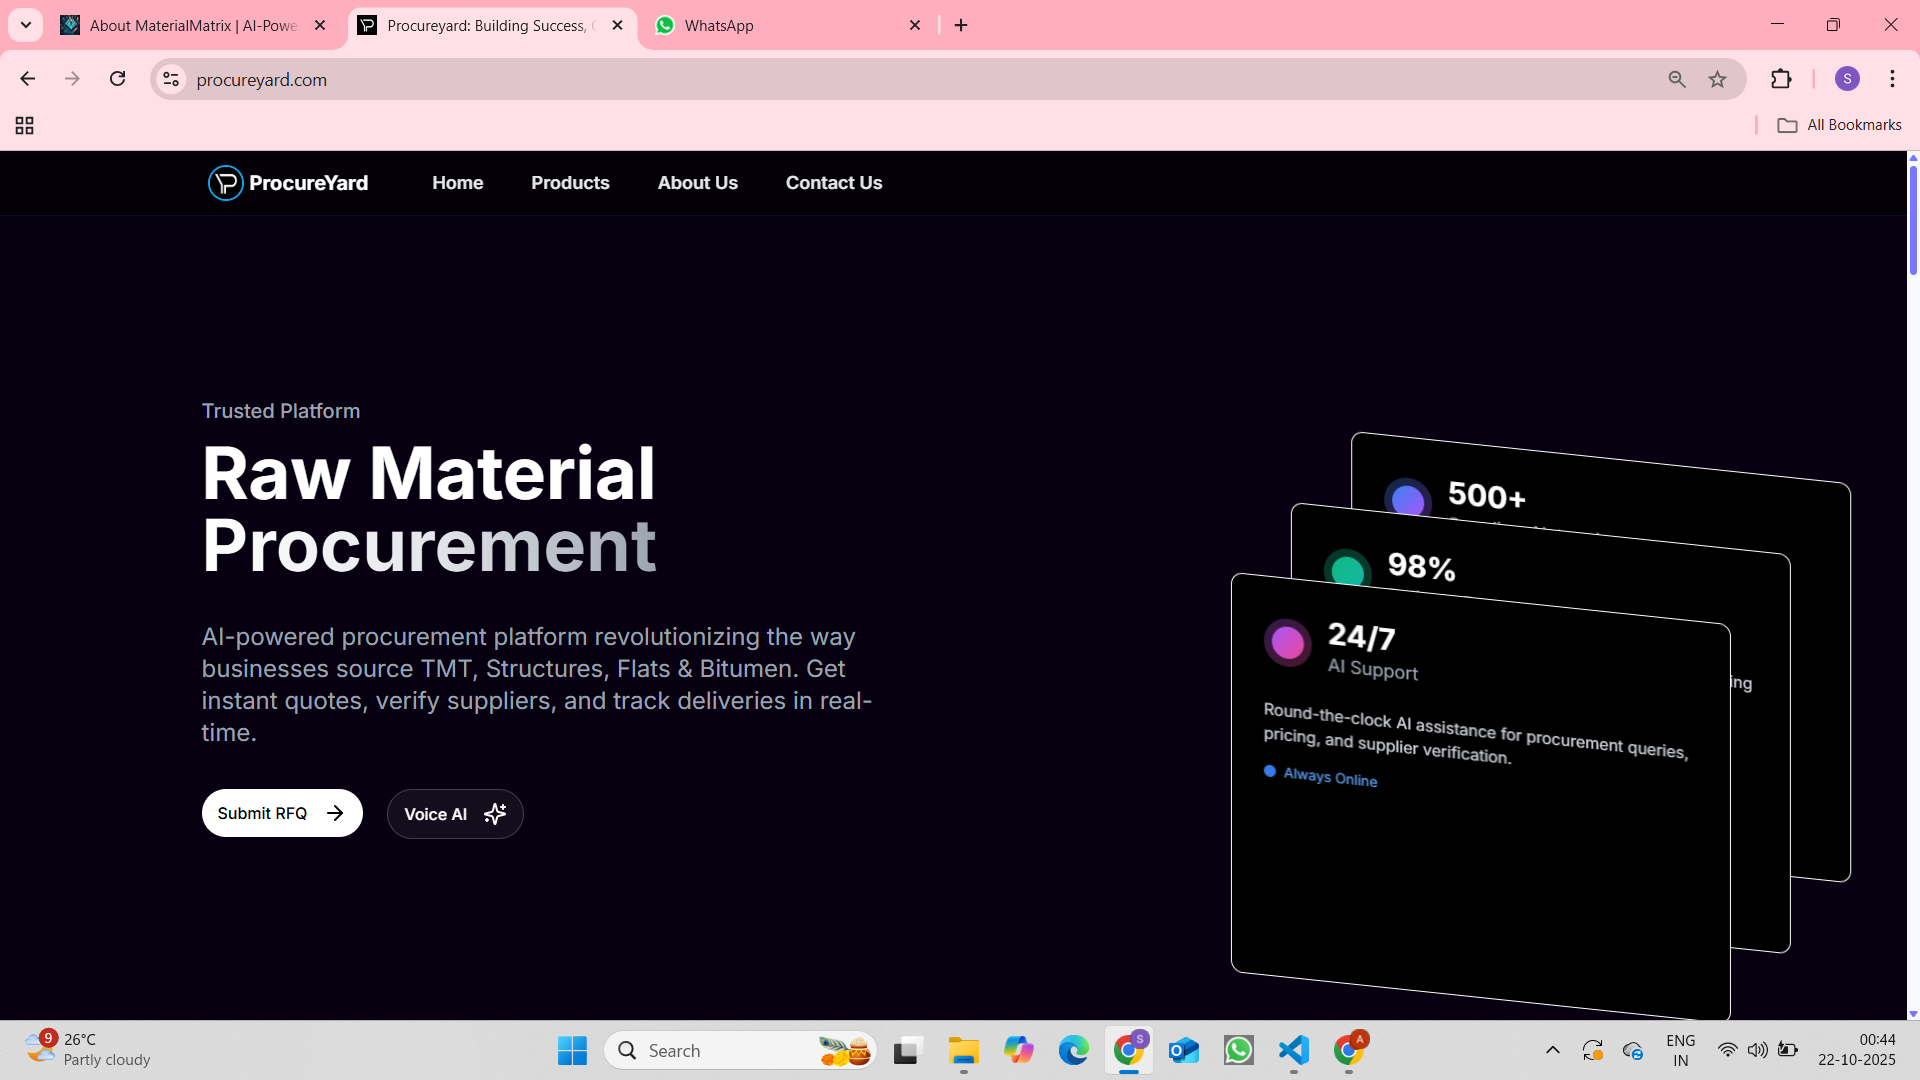 About MaterialMatrix | AI-Powe
Procureyard: Building Success,
WhatsApp
procureyard.com
S
All Bookmarks
ProcureYard
Home
Products
About Us
Contact Us
Trusted Platform
Raw Material
Procurement
AI-powered procurement platform revolutionizing the way
businesses source TMT, Structures, Flats & Bitumen. Get
instant quotes, verify suppliers, and track deliveries in real-
time.
Submit RFQ
Voice AI
500+
98%
ing
24/7
AI Support
Round-the-clock AI assistance for procurement queries,
pricing, and supplier verification.
Always Online
9
26°C
Partly cloudy
Search
S
A
ENG
IN
00:44
22-10-2025